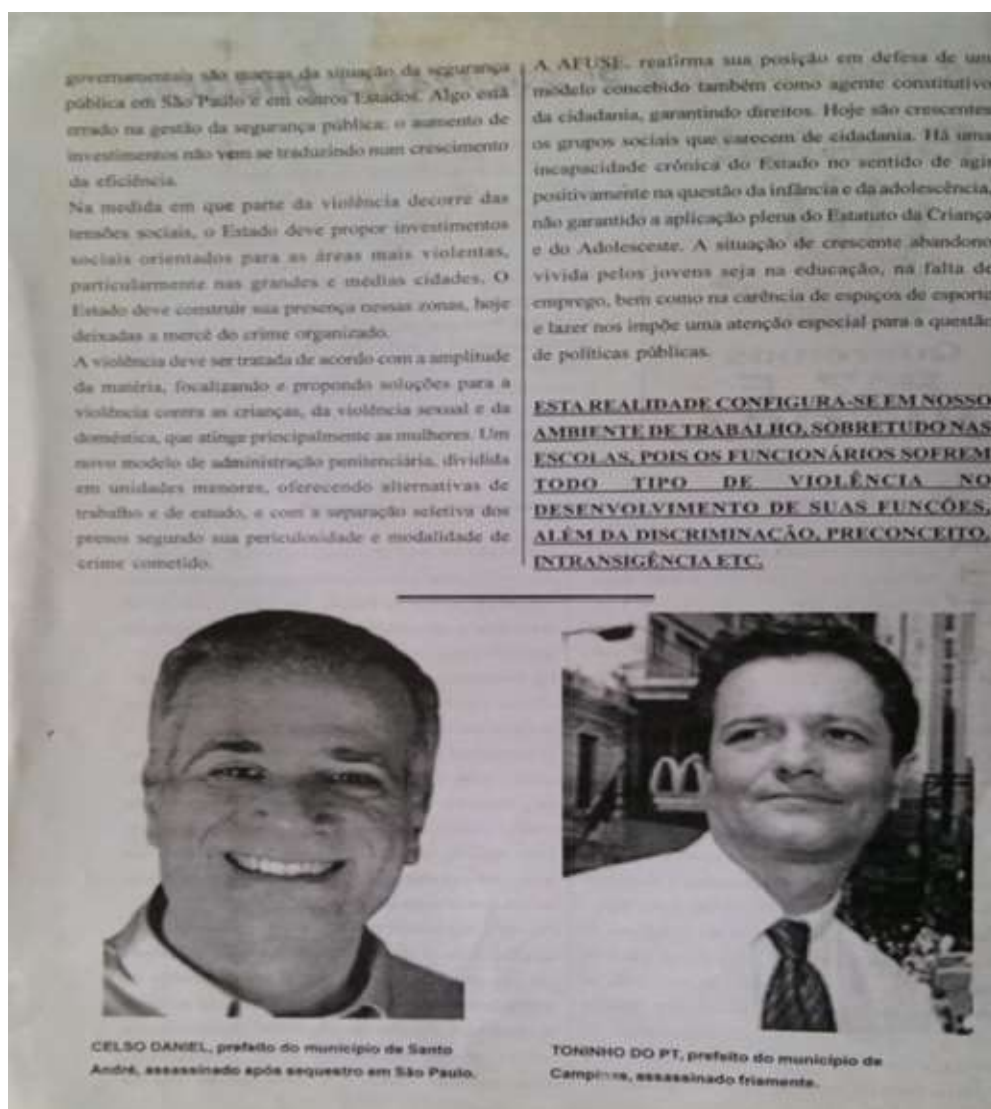 governamentais são marcas da situação da segurança
pública em São Paulo e em outros Estados. Algo está
errado na gestão da segurança pública: o aumento de
investimentos não vem se traduzindo num crescimento
da eficiência.
Na medida em que parte da violência decorre das
tensões sociais, o Estado deve propor investimentos
sociais orientados para as áreas mais violentas,
particularmente nas grandes e médias cidades. O
Estado deve construir sua presença nessas zonas, hoje
deixadas a mercê do crime organizado.
A violência deve ser tratada de acordo com a amplitude
da matéria, focalizando e propondo soluções para a
violência contra as crianças, da violência sexual e da
doméstica, que atinge principalmente as mulheres. Um
novo modelo de administração penitenciária, dividida
em unidades menores, oferecendo alternativas de
trabalho e de estudo, e com a separação seletiva dos
presos segundo sua periculosidade e modalidade de
crime cometido.
A AFUSE, reafirma sua posição em defesa de um
modelo concebido também como agente constitutivo
da cidadania, garantindo direitos. Hoje são crescentes
os grupos sociais que carecem de cidadania. Há uma
incapacidade crônica do Estado no sentido de agir
positivamente na questão da infância e da adolescência,
não garantido a aplicação plena do Estatuto da Criança
e do Adolesceste. A situação de crescente abandono
vivida pelos jovens seja na educação, na falta de
emprego, bem como na carência de espaços de esporte
e lazer nos impõe uma atenção especial para a questão
de políticas públicas.
ESTA REALIDADE CONFIGURA-SE EM NOSSO
AMBIENTE DE TRABALHO, SOBRETUDO NAS
ESCOLAS, POIS OS FUNCIONÁRIOS SOFREM
TODO TIPO DE VIOLÊNCIA NO
DESENVOLVIMENTO DE SUAS FUNCÕES,
ALÉM DA DISCRIMINACÃO, PRECONCEITO,
INTRANSIGÊNCIA ETC.
CELSO DANIEL, prefeito do município de Santo
André, assassinado após sequestro em São Paulo.
TONINHO DO PT, prefeito do município de
Campinas, assassinado friamente.